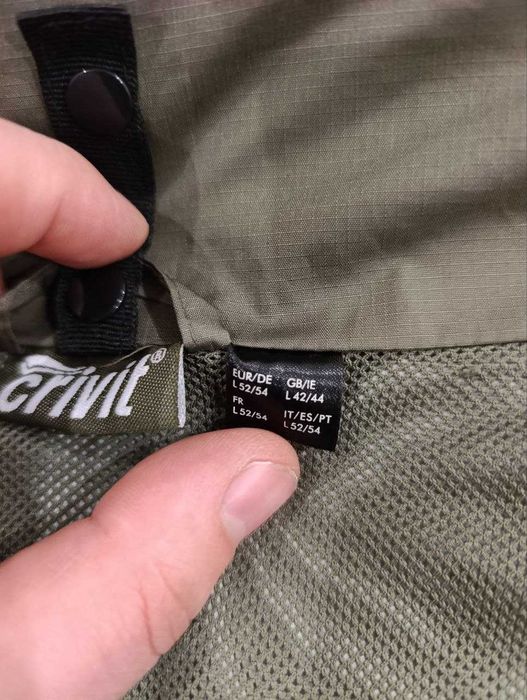 crivit®
EUR/DE GB/IE
L 52/54 L 42/44
FR IT/ES/PT
L 52/54 L 52/54